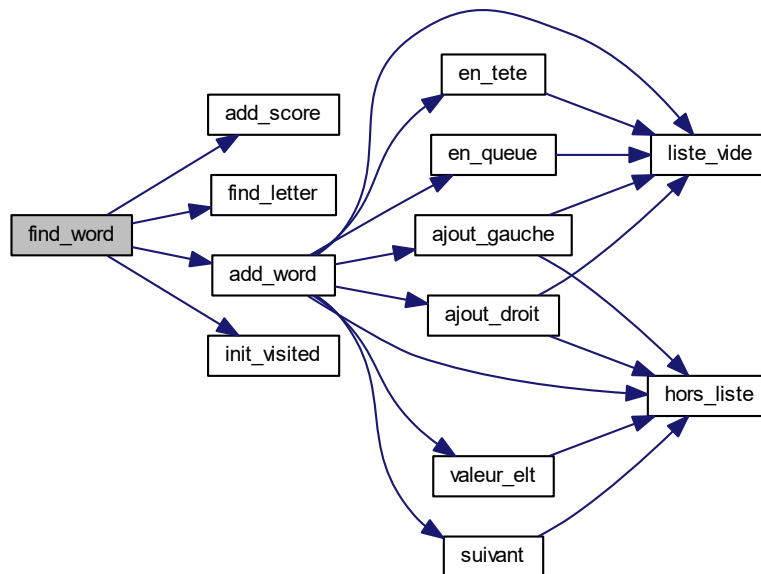 find_word
add_score
find_letter
add_word
init_visited
en_tete
en_queue
ajout_gauche
ajout_droit
valeur_elt
suivant
liste_vide
hors_liste